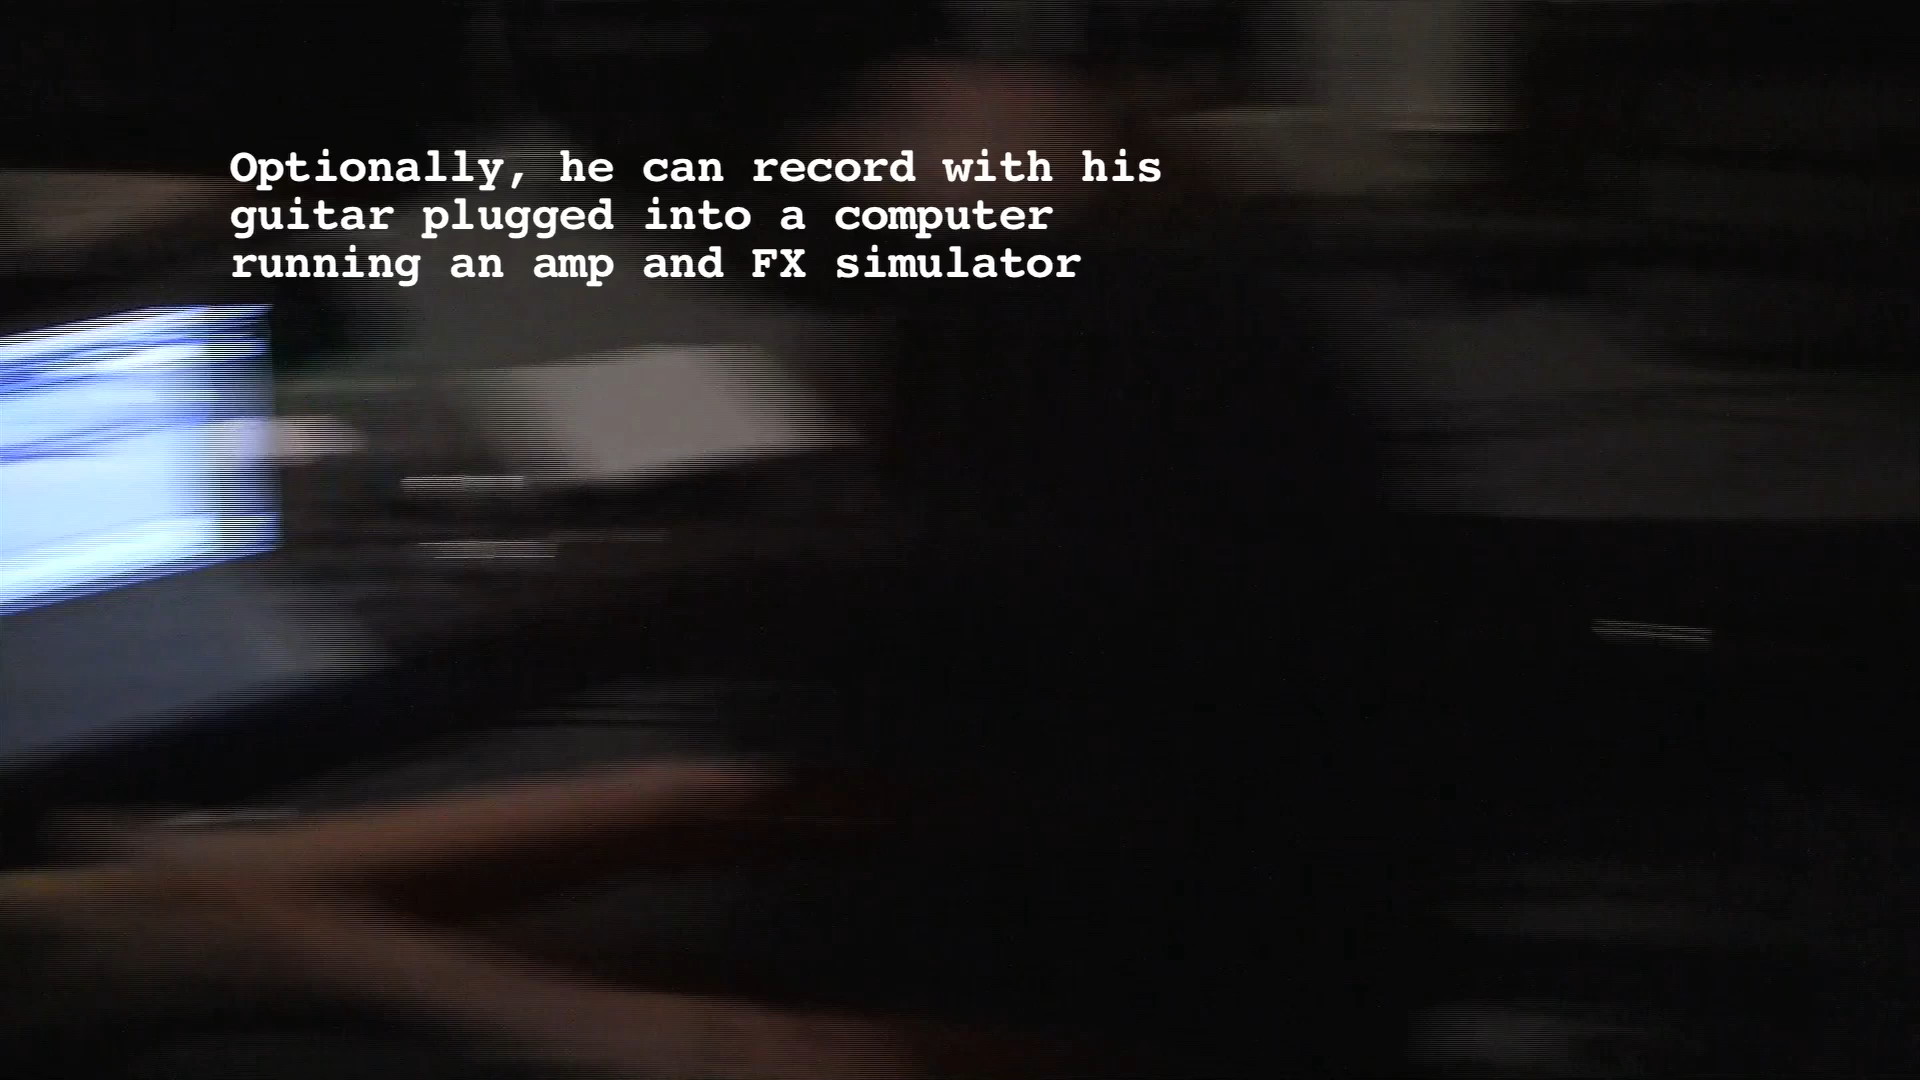 Optionally, he can record with his
guitar plugged into a computer
running an amp and FX simulator